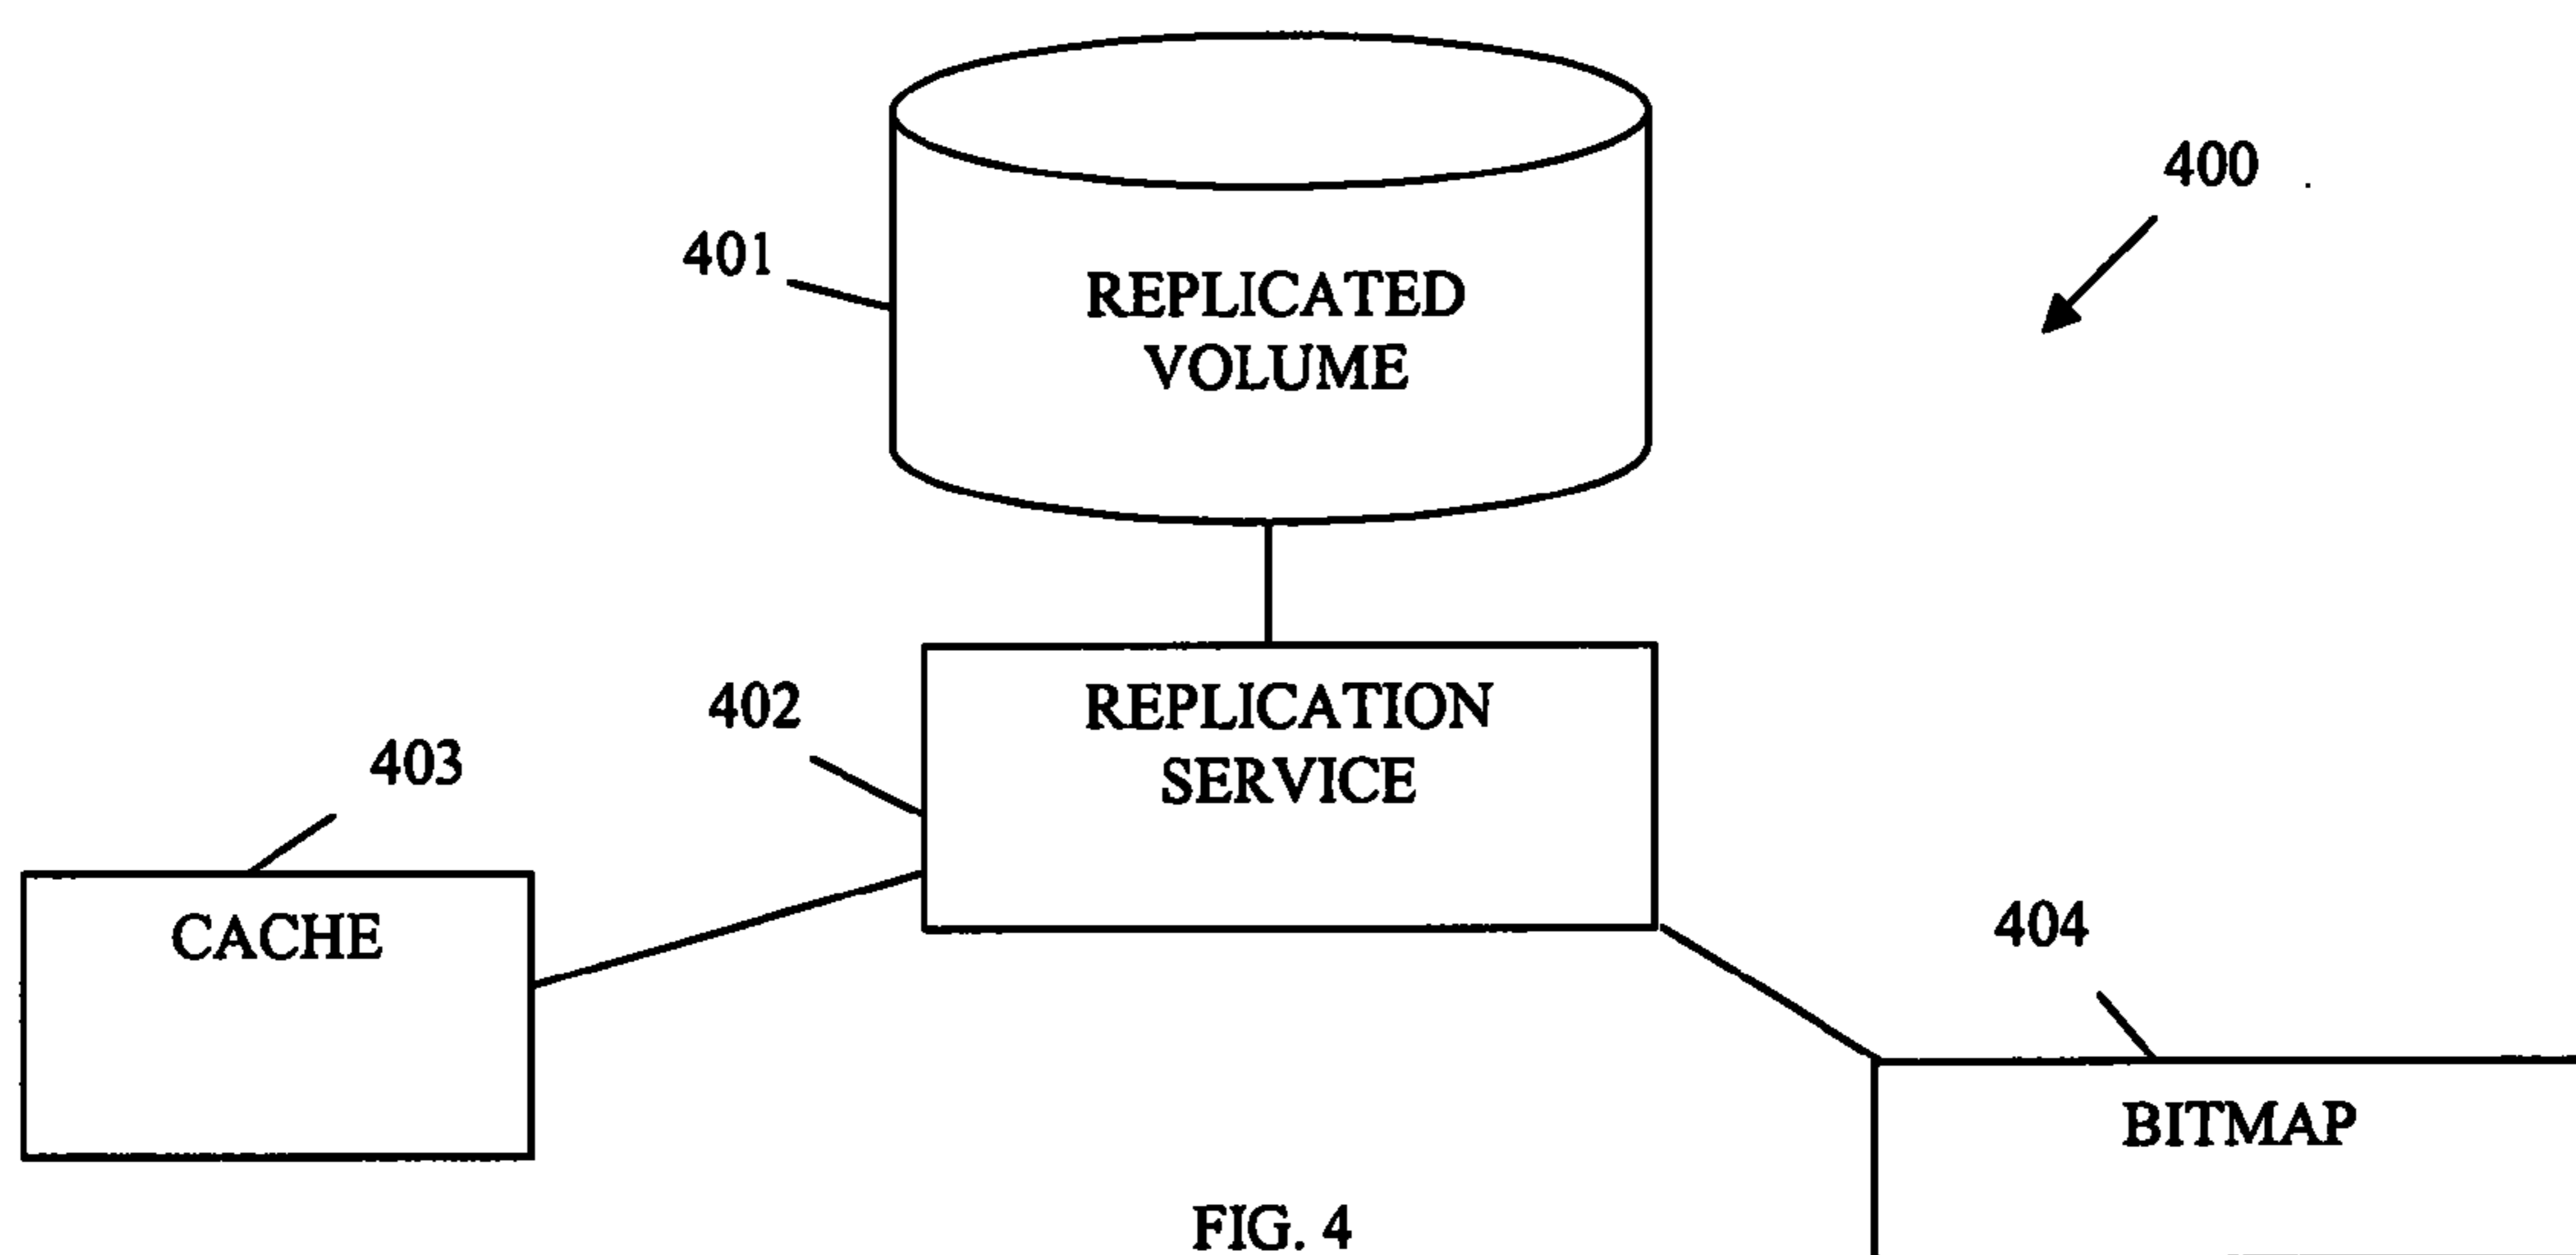 400
401
REPLICATED
VOLUME
402
REPLICATION
SERVICE
403
CACHE
404
BITMAP
FIG. 4